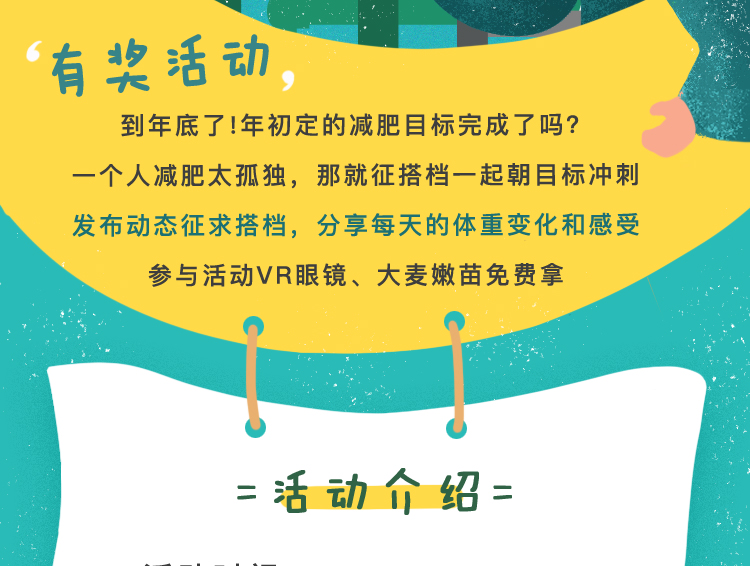 ‘有奖活动’
到年底了!年初定的减肥目标完成了吗?
一个人减肥太孤独，那就征搭档一起朝目标冲刺
发布动态征求搭档，分享每天的体重变化和感受
参与活动VR眼镜、大麦嫩苗免费拿
=活动介绍=